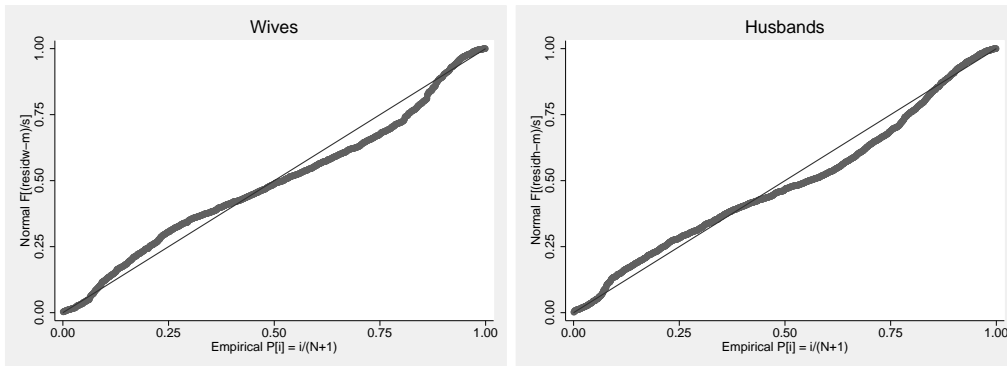 Wives
Normal F[(residw−m)/s]
1.00
0.75
0.50
0.25
0.00
0.00 0.25 0.50 0.75 1.00
Empirical P[i] = i/(N+1)
Husbands
Normal F[(residh−m)/s]
1.00
0.75
0.50
0.25
0.00
0.00 0.25 0.50 0.75 1.00
Empirical P[i] = i/(N+1)